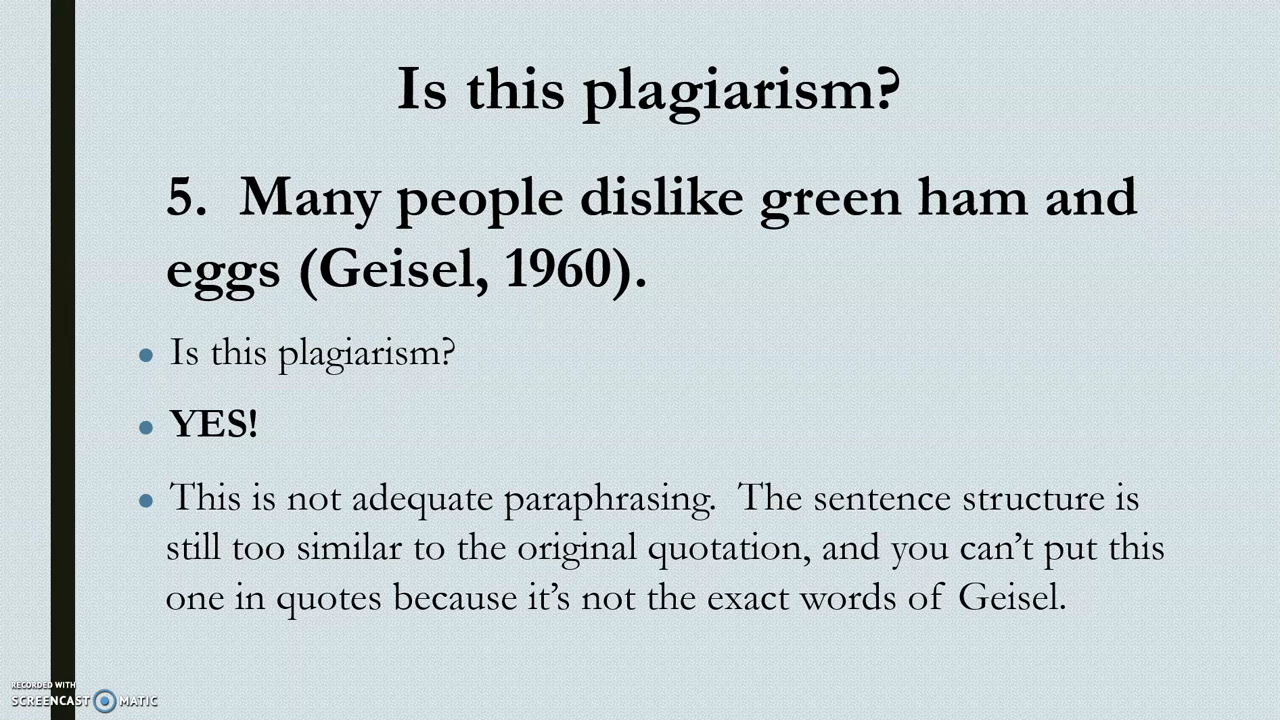 Is this plagiarism?
5. Many people dislike green ham and
eggs (Geisel, 1960).
• Is this plagiarism?
• YES!
• This is not adequate paraphrasing. The sentence structure is
still too similar to the original quotation, and you can’t put this
one in quotes because it’s not the exact words of Geisel.
RECORDED WITH
SCREENCAST MATIC